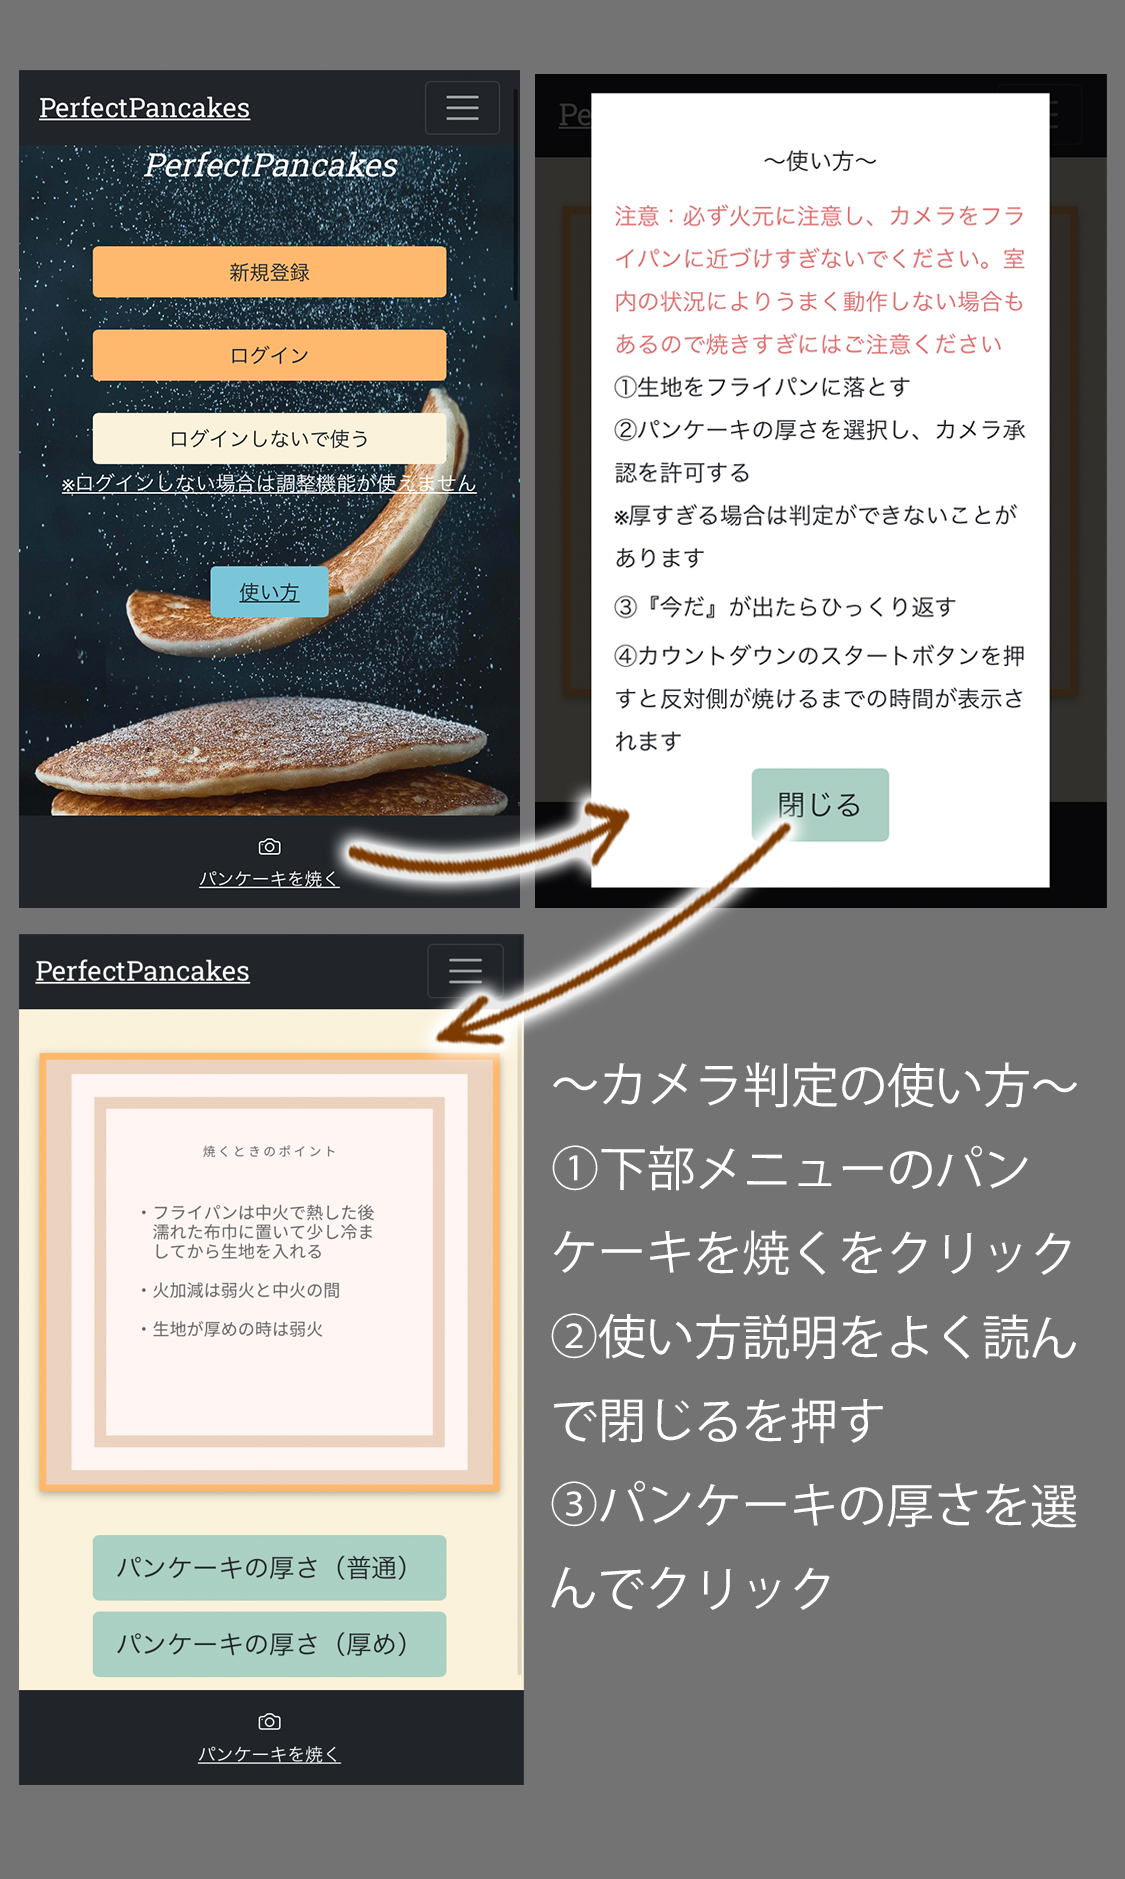 PerfectPancakes
PerfectPancakes
新規登録
ログイン
ログインしないで使う
※ログインしない場合は調整機能が使えません
使い方
パンケーキを焼く
Pe
〜使い方〜
注意：必ず火元に注意し、カメラをフラ
イパンに近づけすぎないでください。室
内の状況によりうまく動作しない場合も
あるので焼きすぎにはご注意ください
①生地をフライパンに落とす
②パンケーキの厚さを選択し、カメラ承
認を許可する
※厚すぎる場合は判定ができないことが
あります
③『今だ』が出たらひっくり返す
④カウントダウンのスタートボタンを押
すと反対側が焼けるまでの時間が表示さ
れます
閉じる
PerfectPancakes
焼くときのポイント
・フライパンは中火で熱した後
濡れた布巾に置いて少し冷ま
してから生地を入れる
・火加減は弱火と中火の間
・生地が厚めの時は弱火
パンケーキの厚さ（普通）
パンケーキの厚さ（厚め）
パンケーキを焼く
〜カメラ判定の使い方〜
①下部メニューのパン
ケーキを焼くをクリック
②使い方説明をよく読ん
で閉じるを押す
③パンケーキの厚さを選
んでクリック